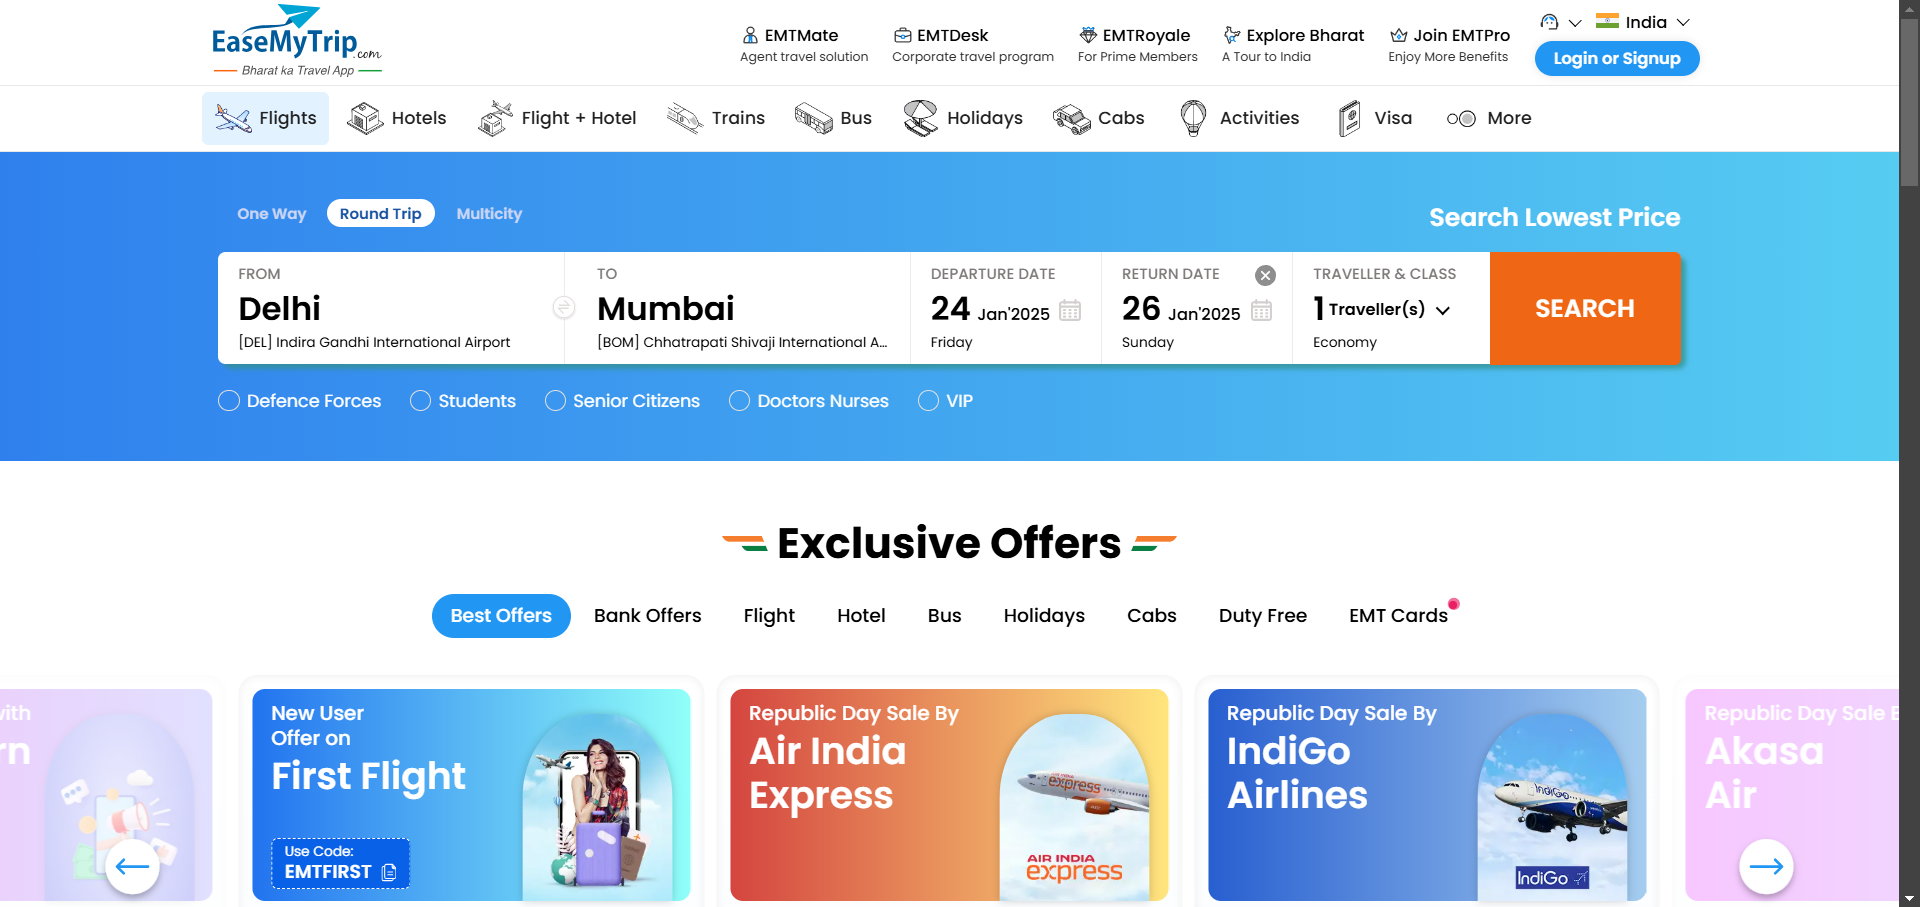 EaseMyTrip.com
Bharat ka Travel App
EMTMate
Agent travel solution
EMTDesk
Corporate travel program
EMTRoyale
For Prime Members
Explore Bharat
A Tour to India
Join EMTPro
Enjoy More Benefits
India
Login or Signup
Flights
Hotels
Flight + Hotel
Trains
Bus
Holidays
Cabs
Activities
Visa
More
One Way
Round Trip
Multicity
Search Lowest Price
FROM
Delhi
[DEL] Indira Gandhi International Airport
TO
Mumbai
[BOM] Chhatrapati Shivaji International A...
DEPARTURE DATE
24 Jan'2025
Friday
RETURN DATE
26 Jan'2025
Sunday
TRAVELLER & CLASS
1 Traveller(s)
Economy
SEARCH
Defence Forces
Students
Senior Citizens
Doctors Nurses
VIP
Exclusive Offers
Best Offers
Bank Offers
Flight
Hotel
Bus
Holidays
Cabs
Duty Free
EMT Cards
with
rn
New User
Offer on
First Flight
Use Code:
EMTFIRST
Republic Day Sale By
Air India
Express
AIR INDIA
express
AIR INDIA
express
Republic Day Sale By
IndiGo
Airlines
IndiGo
IndiGo
Republic Day Sale B
Akasa
Air